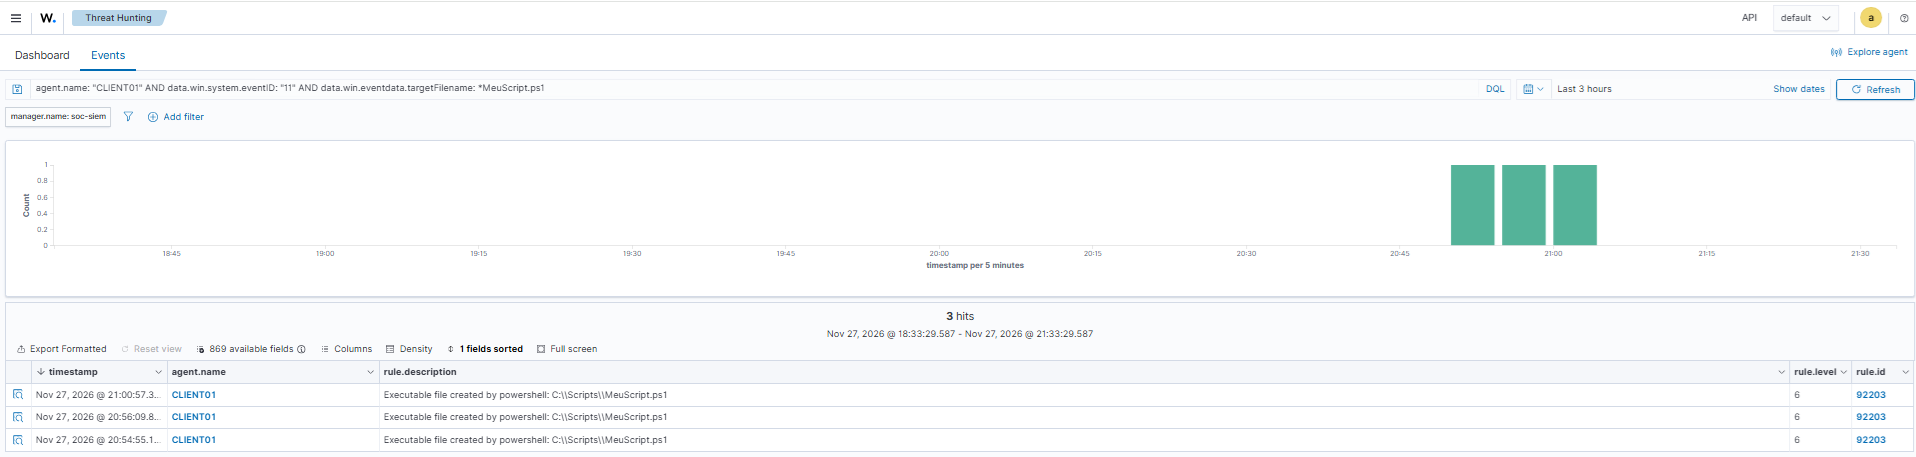 W. Threat Hunting API default a
Dashboard Events Explore agent
agent.name: "CLIENT01" AND data.win.system.eventID: "11" AND data.win.eventdata.targetFilename: *MeuScript.ps1 DQL Last 3 hours Show dates Refresh
manager.name: soc-siem Add filter
Count
1
0.8
0.6
0.4
0.2
0
18:45 19:00 19:15 19:30 19:45 20:00 20:15 20:30 20:45 21:00 21:15 21:30
timestamp per 5 minutes
3 hits
Nov 27, 2026 @ 18:33:29.587 - Nov 27, 2026 @ 21:33:29.587
Export Formatted Reset view 869 available fields Columns Density 1 fields sorted Full screen
timestamp agent.name rule.description rule.level rule.id
Nov 27, 2026 @ 21:00:57.3... CLIENT01 Executable file created by powershell: C:\\Scripts\\MeuScript.ps1 6 92203
Nov 27, 2026 @ 20:56:09.8... CLIENT01 Executable file created by powershell: C:\\Scripts\\MeuScript.ps1 6 92203
Nov 27, 2026 @ 20:54:55.1... CLIENT01 Executable file created by powershell: C:\\Scripts\\MeuScript.ps1 6 92203